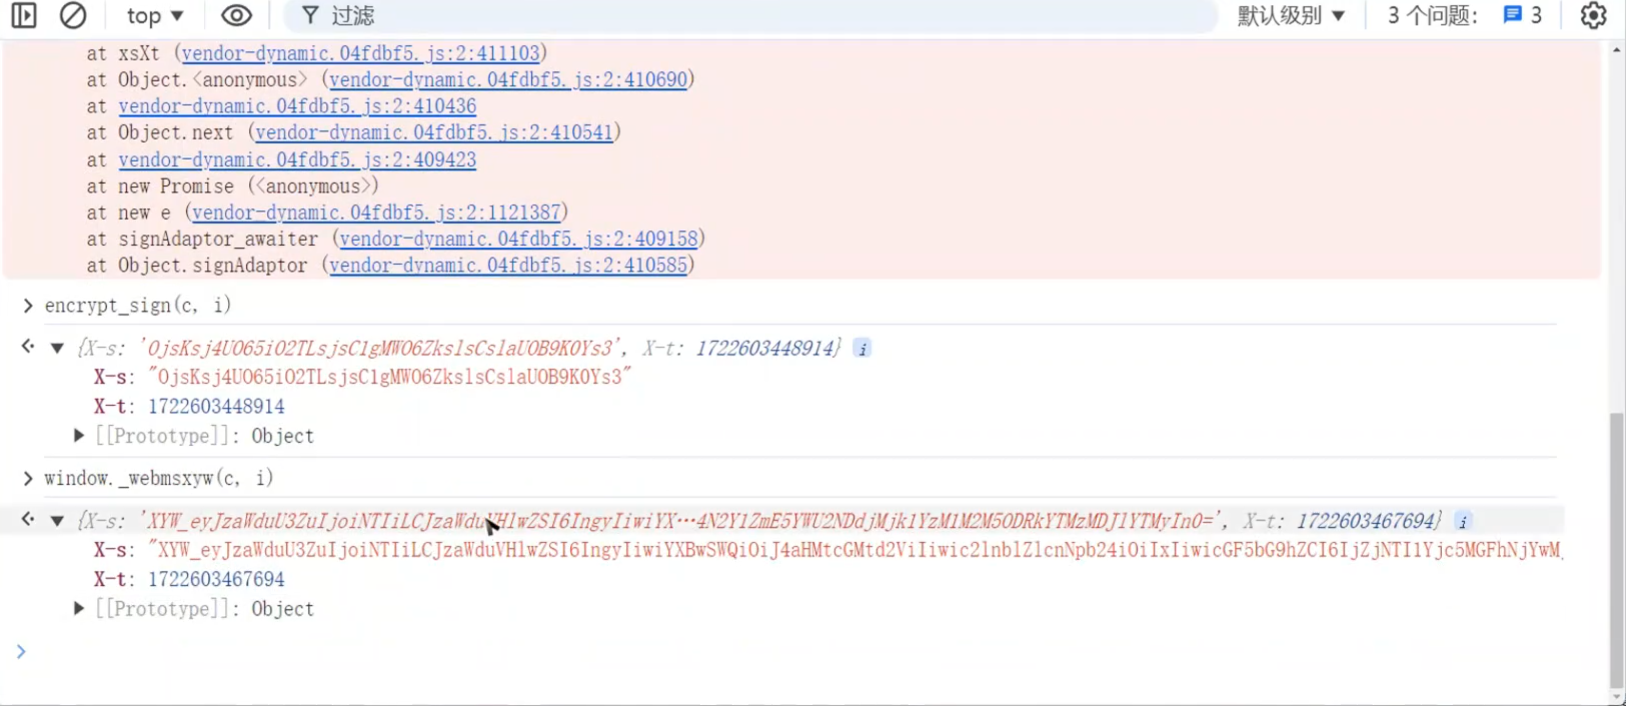 top ▼ 过滤 默认级别 ▼ 3 个问题: 3
at xsXt (vendor-dynamic.04fdbf5.js:2:411103)
at Object.<anonymous> (vendor-dynamic.04fdbf5.js:2:410690)
at vendor-dynamic.04fdbf5.js:2:410436
at Object.next (vendor-dynamic.04fdbf5.js:2:410541)
at vendor-dynamic.04fdbf5.js:2:409423
at new Promise (<anonymous>)
at new e (vendor-dynamic.04fdbf5.js:2:1121387)
at signAdaptor_awaiter (vendor-dynamic.04fdbf5.js:2:409158)
at Object.signAdaptor (vendor-dynamic.04fdbf5.js:2:410585)
> encrypt_sign(c, i)
▼ {X-s: 'OjsKsj4UO65iO2TLsjsC1gMWO6ZkslsCslaUOB9KOYs3', X-t: 1722603448914} i
X-s: "OjsKsj4UO65iO2TLsjsC1gMWO6ZkslsCslaUOB9KOYs3"
X-t: 1722603448914
▶ [[Prototype]]: Object
> window._webmsxyw(c, i)
▼ {X-s: 'XYW_eyJzaWduU3ZuIjoiNTIiLCJzaWduVHlwZSI6IngyIiwiYX…4N2Y1ZmE5YWU2NDdjMjk1YzM1M2M5ODRkYTMzMDJlYTMyIn0=', X-t: 1722603467694} i
X-s: "XYW_eyJzaWduU3ZuIjoiNTIiLCJzaWduVHlwZSI6IngyIiwiYXBwSWQiOiJ4aHMtcGMtd2ViIiwic2lnblZlcnNpb24iOiIxIiwicGF5bG9hZCI6IjZjNTI1Yjc5MGFhNjYwM
X-t: 1722603467694
▶ [[Prototype]]: Object
>